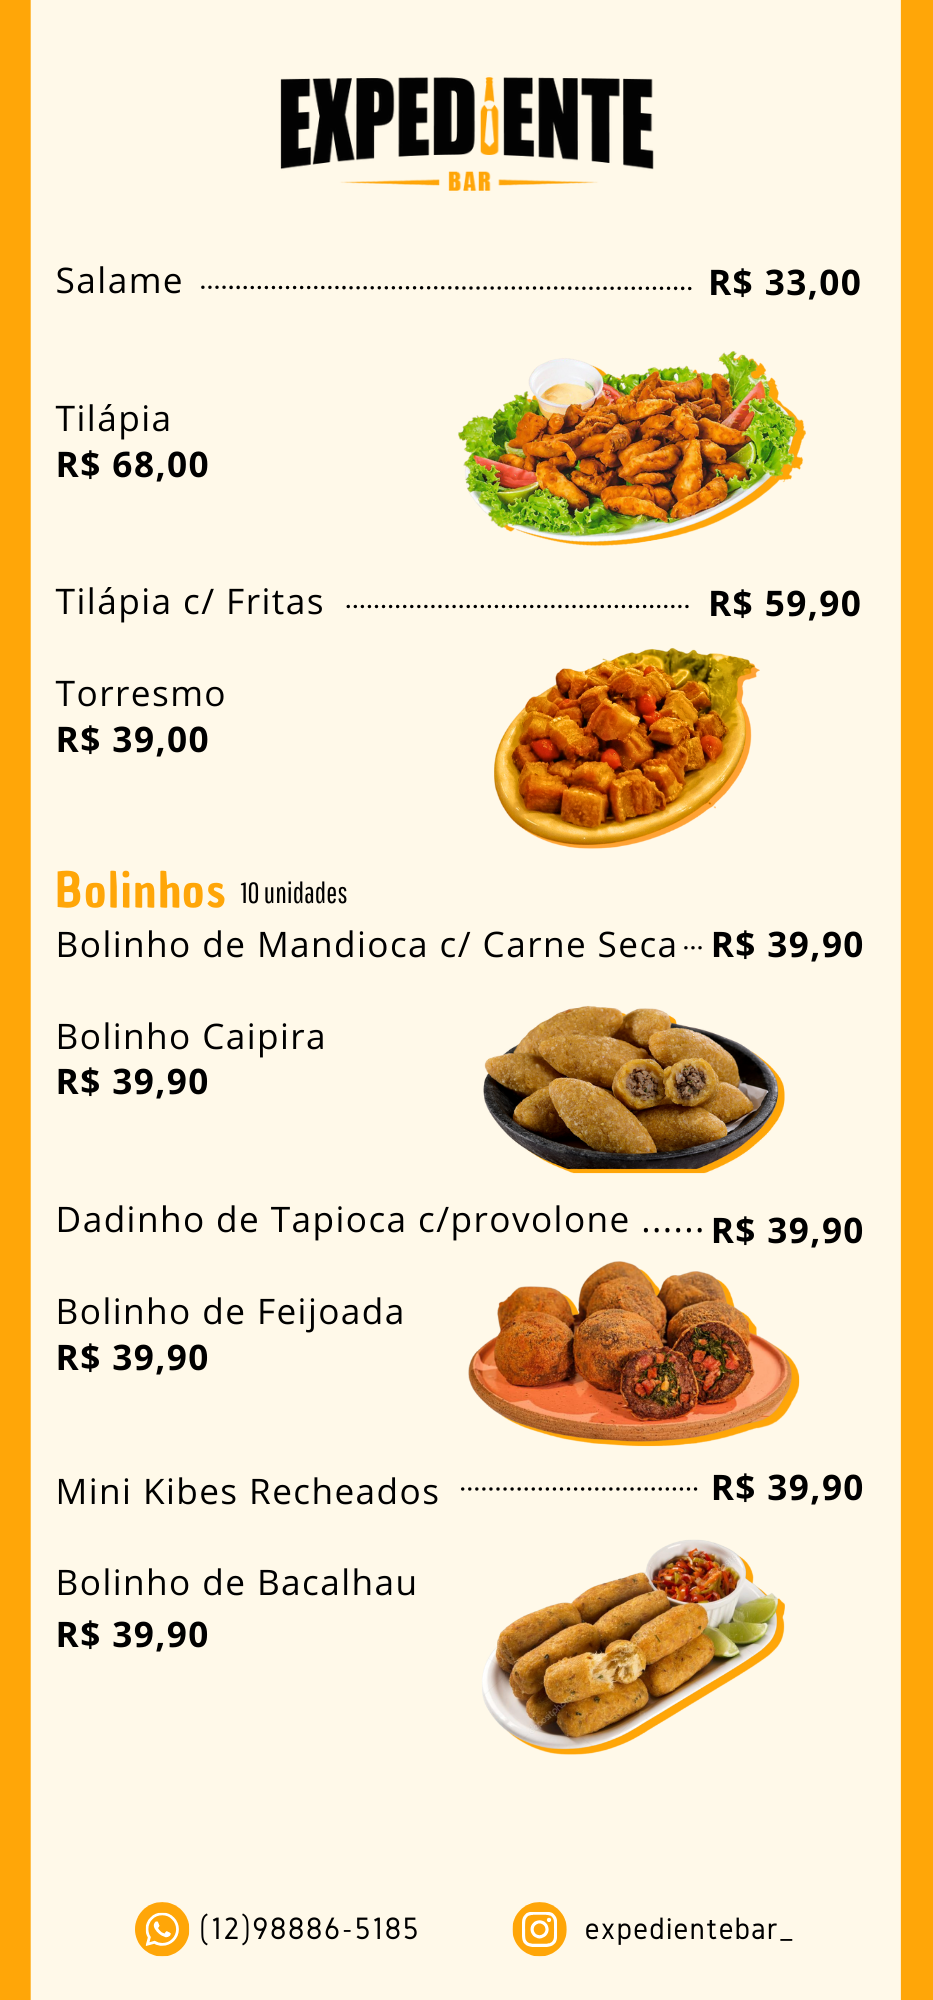 EXPEDIENTE
BAR
Salame ........................ R$ 33,00
Tilápia
R$ 68,00
Tilápia c/ Fritas ........................ R$ 59,90
Torresmo
R$ 39,00
Bolinhos 10 unidades
Bolinho de Mandioca c/ Carne Seca ... R$ 39,90
Bolinho Caipira
R$ 39,90
Dadinho de Tapioca c/provolone ...... R$ 39,90
Bolinho de Feijoada
R$ 39,90
Mini Kibes Recheados ........................ R$ 39,90
Bolinho de Bacalhau
R$ 39,90
(12)98886-5185 expedientebar_